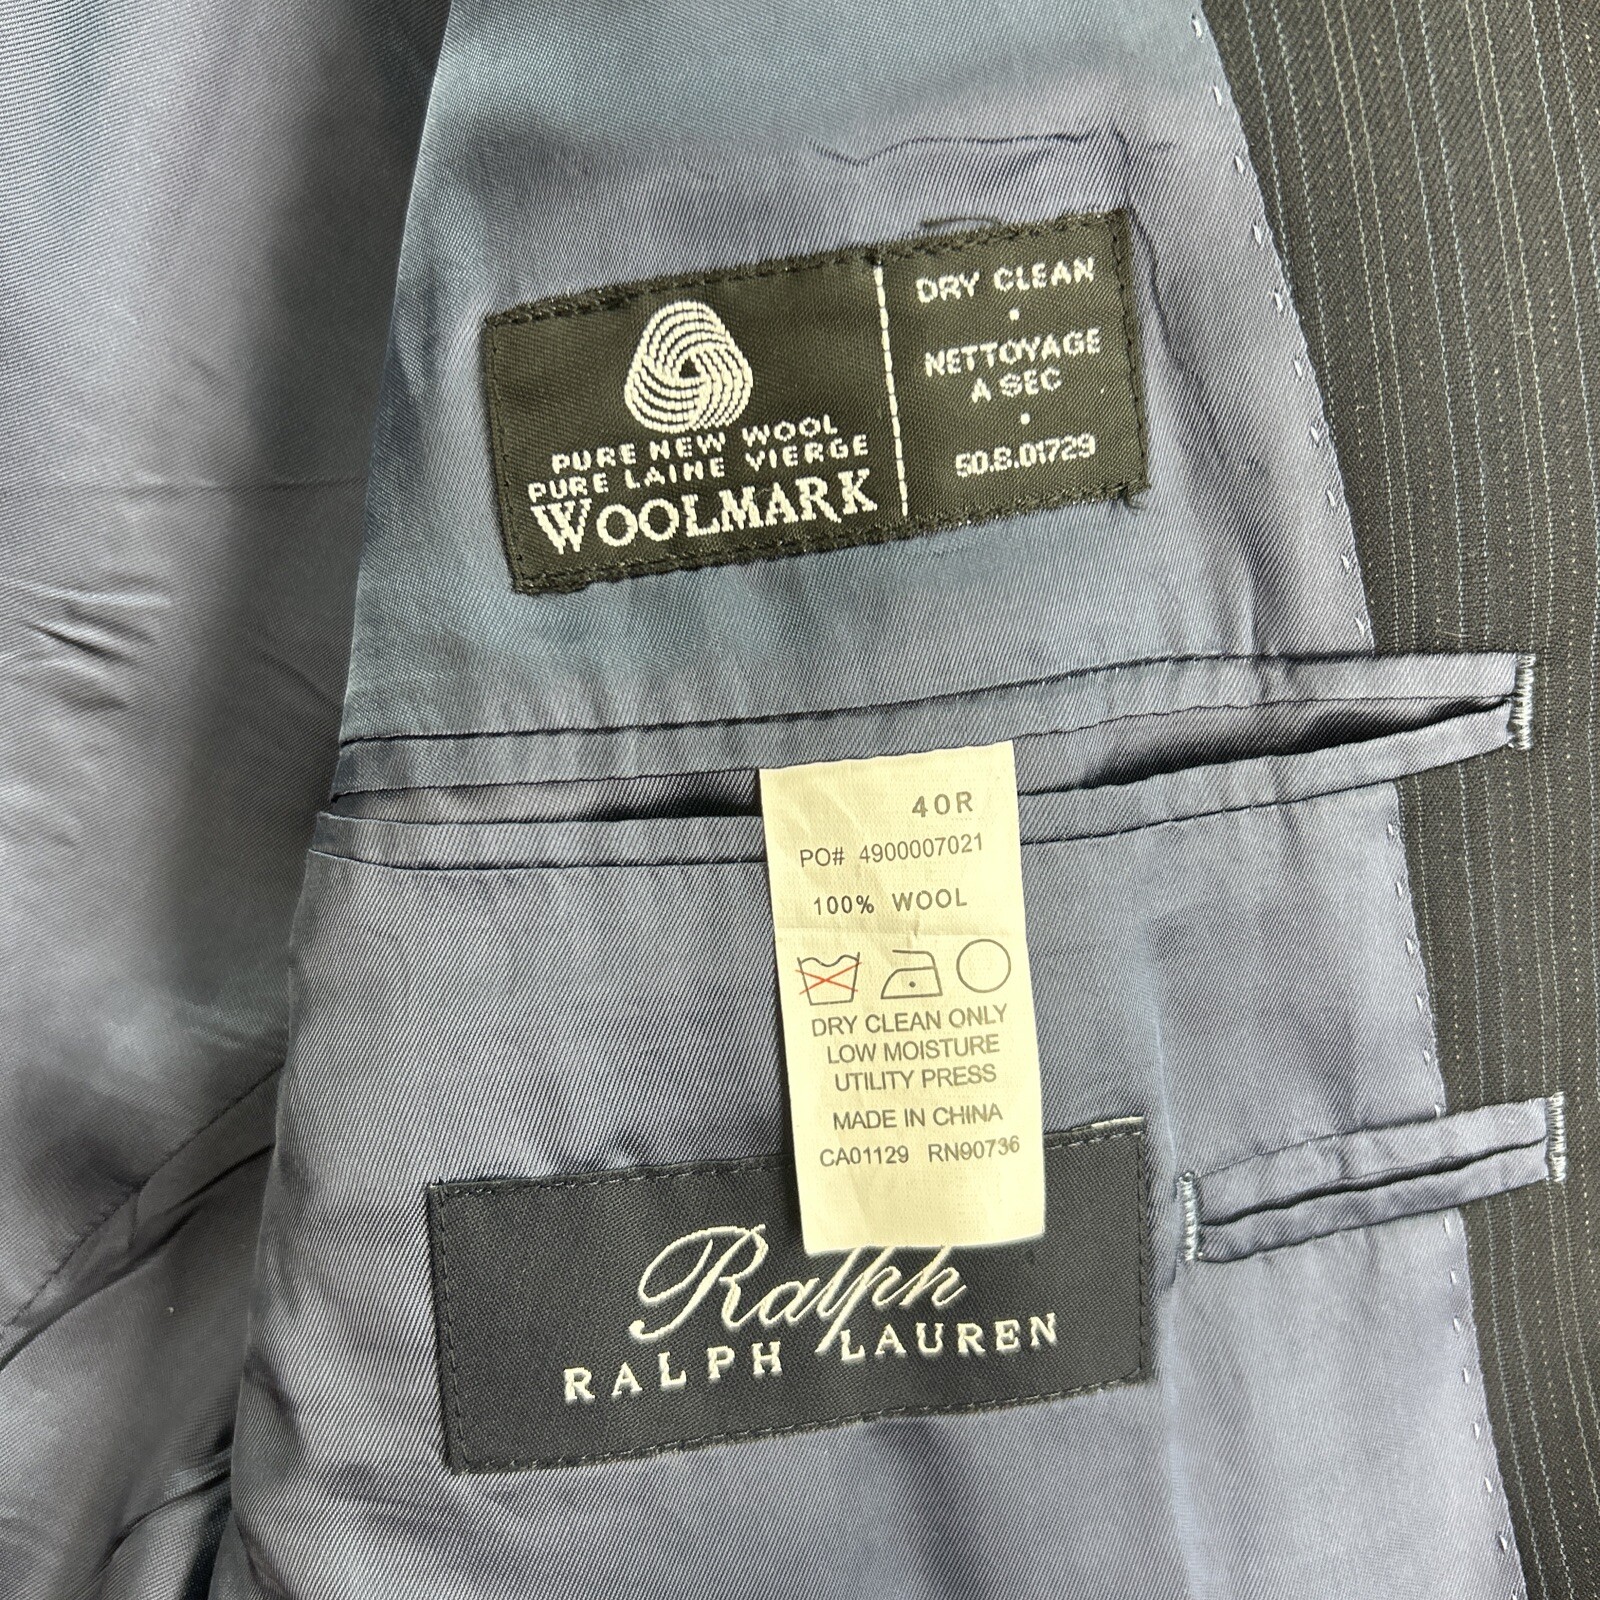 PURE NEW WOOL
PURE LAINE VIERGE
WOOLMARK
DRY CLEAN
•
NETTOYAGE
A SEC
•
50.8.01729
40R
PO# 4900007021
100% WOOL
DRY CLEAN ONLY
LOW MOISTURE
UTILITY PRESS
MADE IN CHINA
CA01129 RN90736
Ralph
RALPH LAUREN